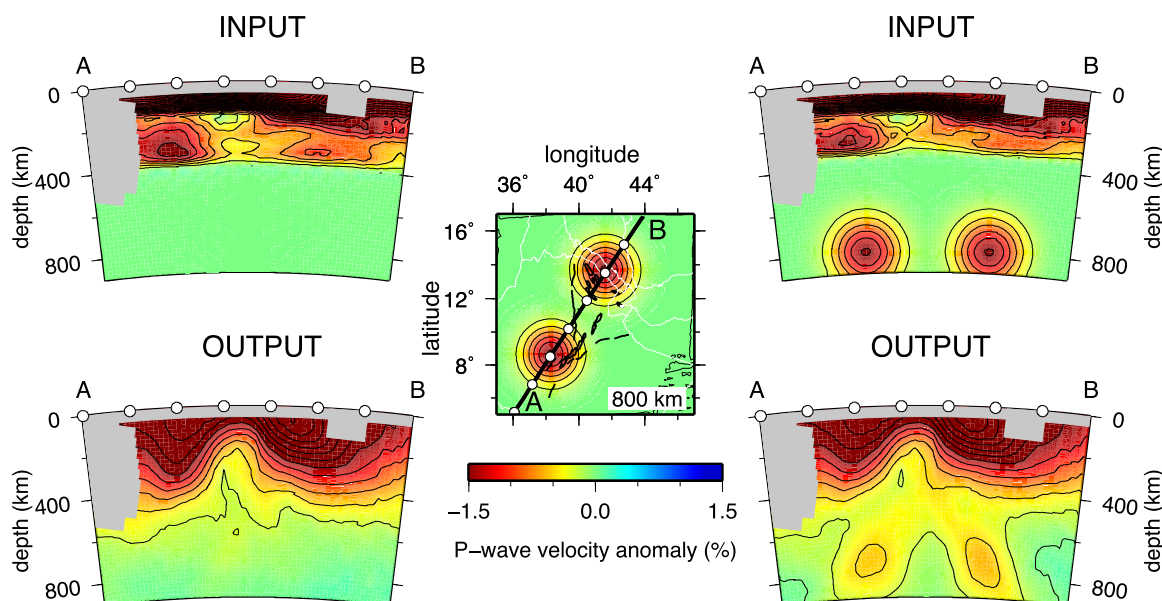 INPUT
A
B
0
400
800
depth (km)
INPUT
A
B
0
400
800
depth (km)
longitude
36˚ 40˚ 44˚
16˚
12˚
8˚
latitude
B
A
800 km
−1.5 0.0 1.5
P−wave velocity anomaly (%)
OUTPUT
A
B
0
400
800
depth (km)
OUTPUT
A
B
0
400
800
depth (km)